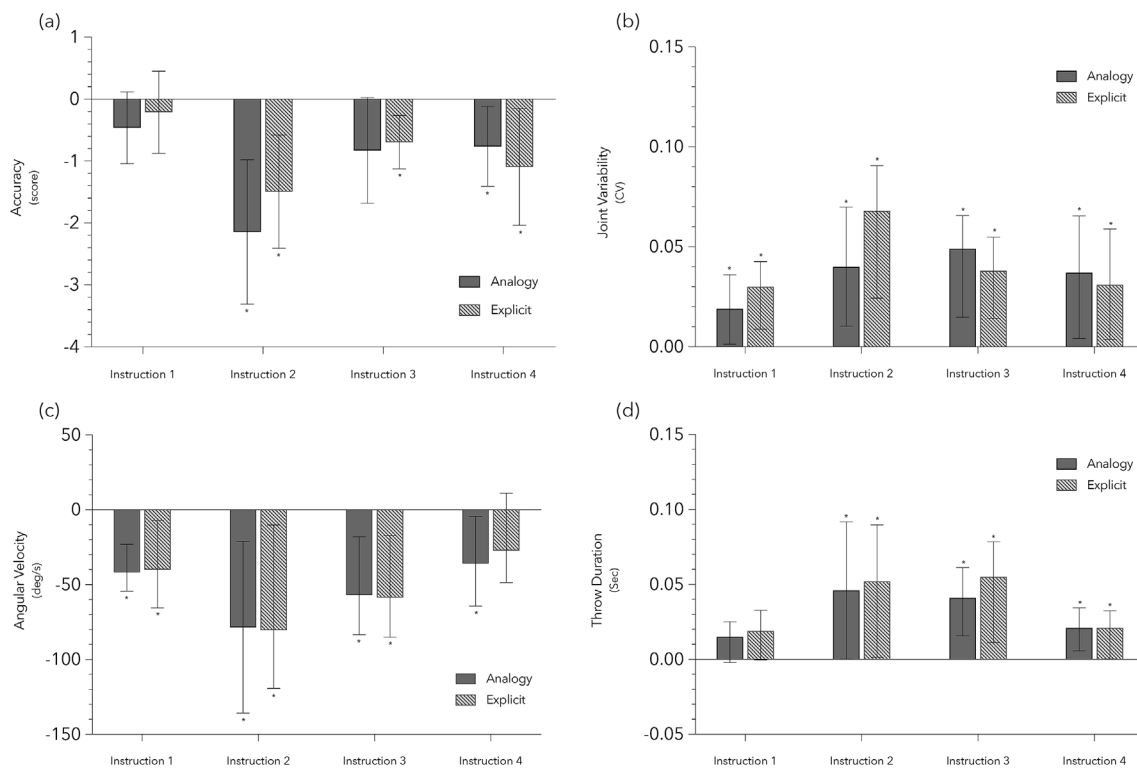 (a)
1
0
-1
-2
-3
-4
Accuracy
(score)
Analogy
Explicit
*
*
*
*
*
Instruction 1
Instruction 2
Instruction 3
Instruction 4
(b)
0.15
0.10
0.05
0.00
Joint Variability
(CV)
Analogy
Explicit
*
*
*
*
*
*
*
*
Instruction 1
Instruction 2
Instruction 3
Instruction 4
(c)
50
0
-50
-100
-150
Angular Velocity
(deg/s)
Analogy
Explicit
*
*
*
*
*
*
*
Instruction 1
Instruction 2
Instruction 3
Instruction 4
(d)
0.15
0.10
0.05
0.00
-0.05
Throw Duration
(Sec)
Analogy
Explicit
*
*
*
*
*
*
Instruction 1
Instruction 2
Instruction 3
Instruction 4